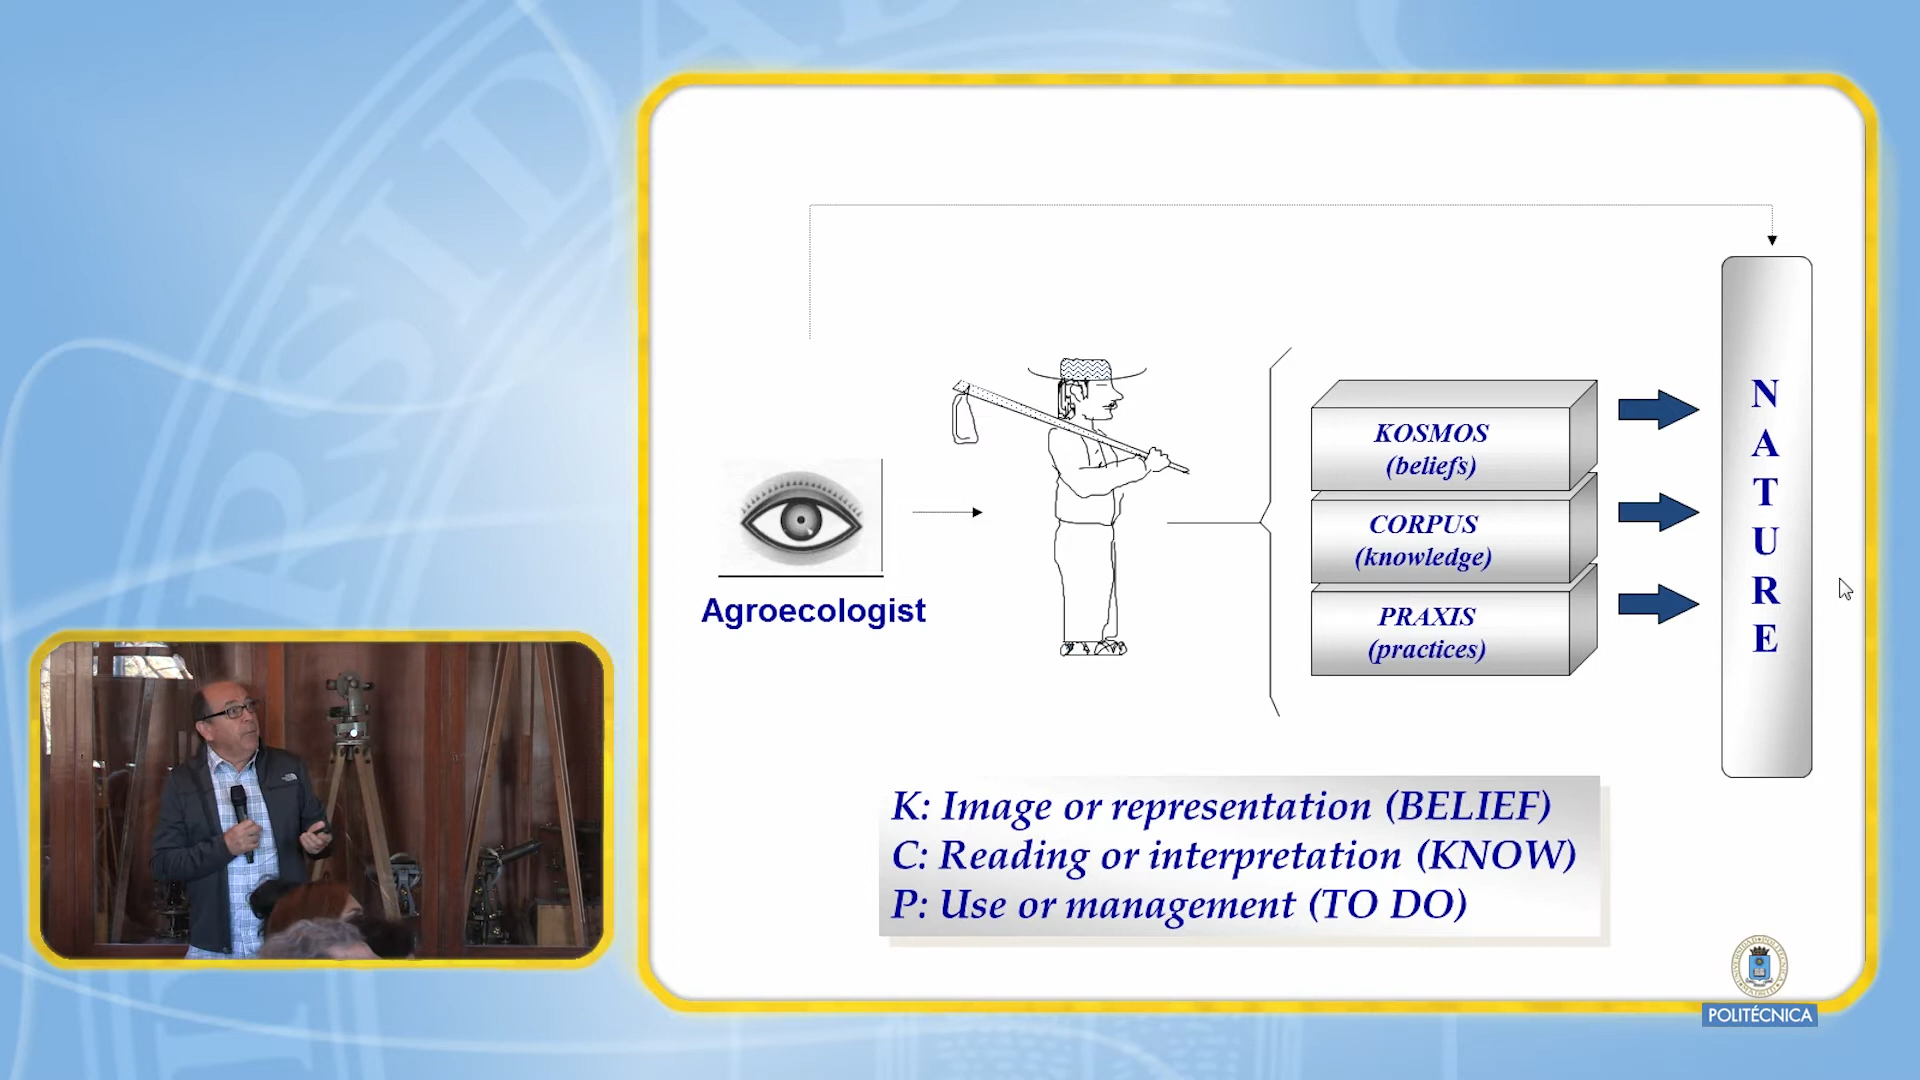 KOSMOS
(beliefs)
CORPUS
(knowledge)
PRAXIS
(practices)
NATURE
Agroecologist
K: Image or representation (BELIEF)
C: Reading or interpretation (KNOW)
P: Use or management (TO DO)
POLITÉCNICA